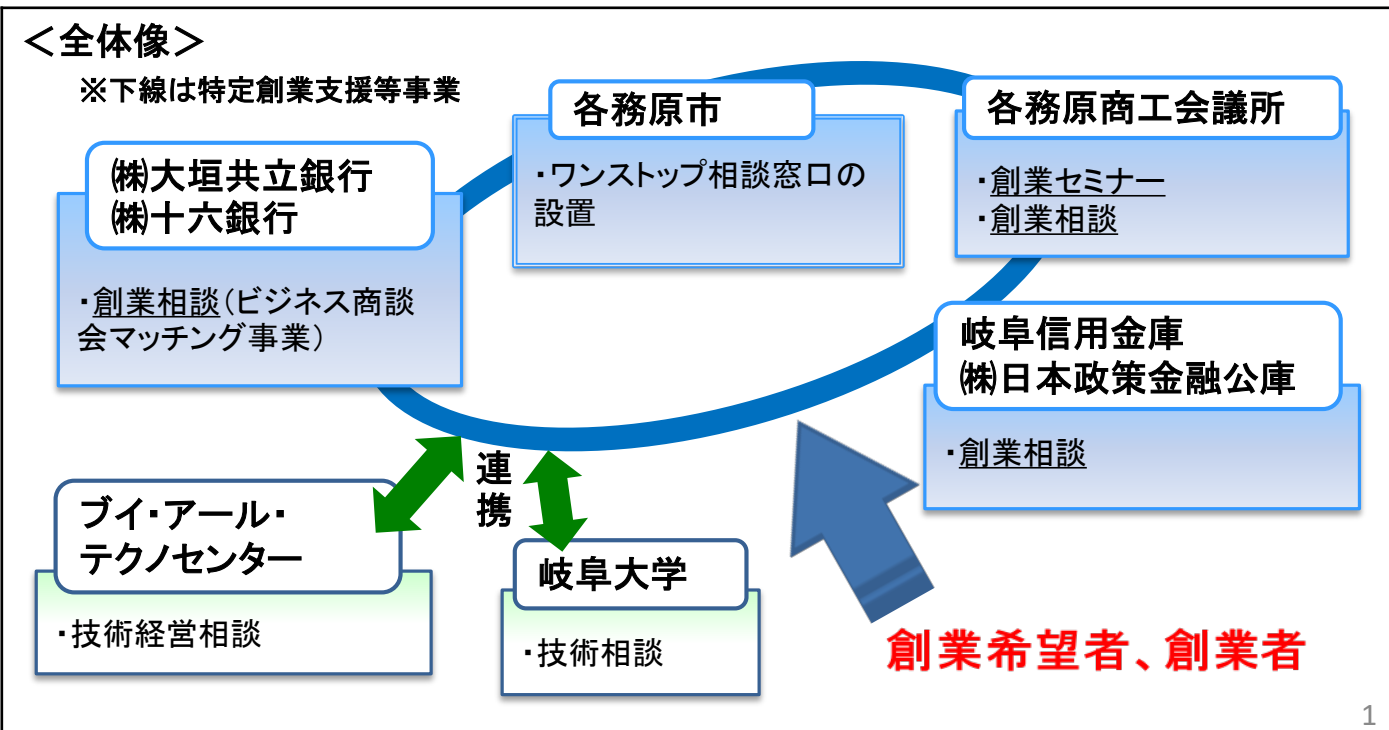 ＜全体像＞
※下線は特定創業支援等事業
㈱大垣共立銀行
㈱十六銀行
・創業相談（ビジネス商談
会マッチング事業）
各務原市
・ワンストップ相談窓口の
設置
各務原商工会議所
・創業セミナー
・創業相談
岐阜信用金庫
㈱日本政策金融公庫
・創業相談
連
携
ブイ・アール・
テクノセンター
・技術経営相談
岐阜大学
・技術相談
創業希望者、創業者
1